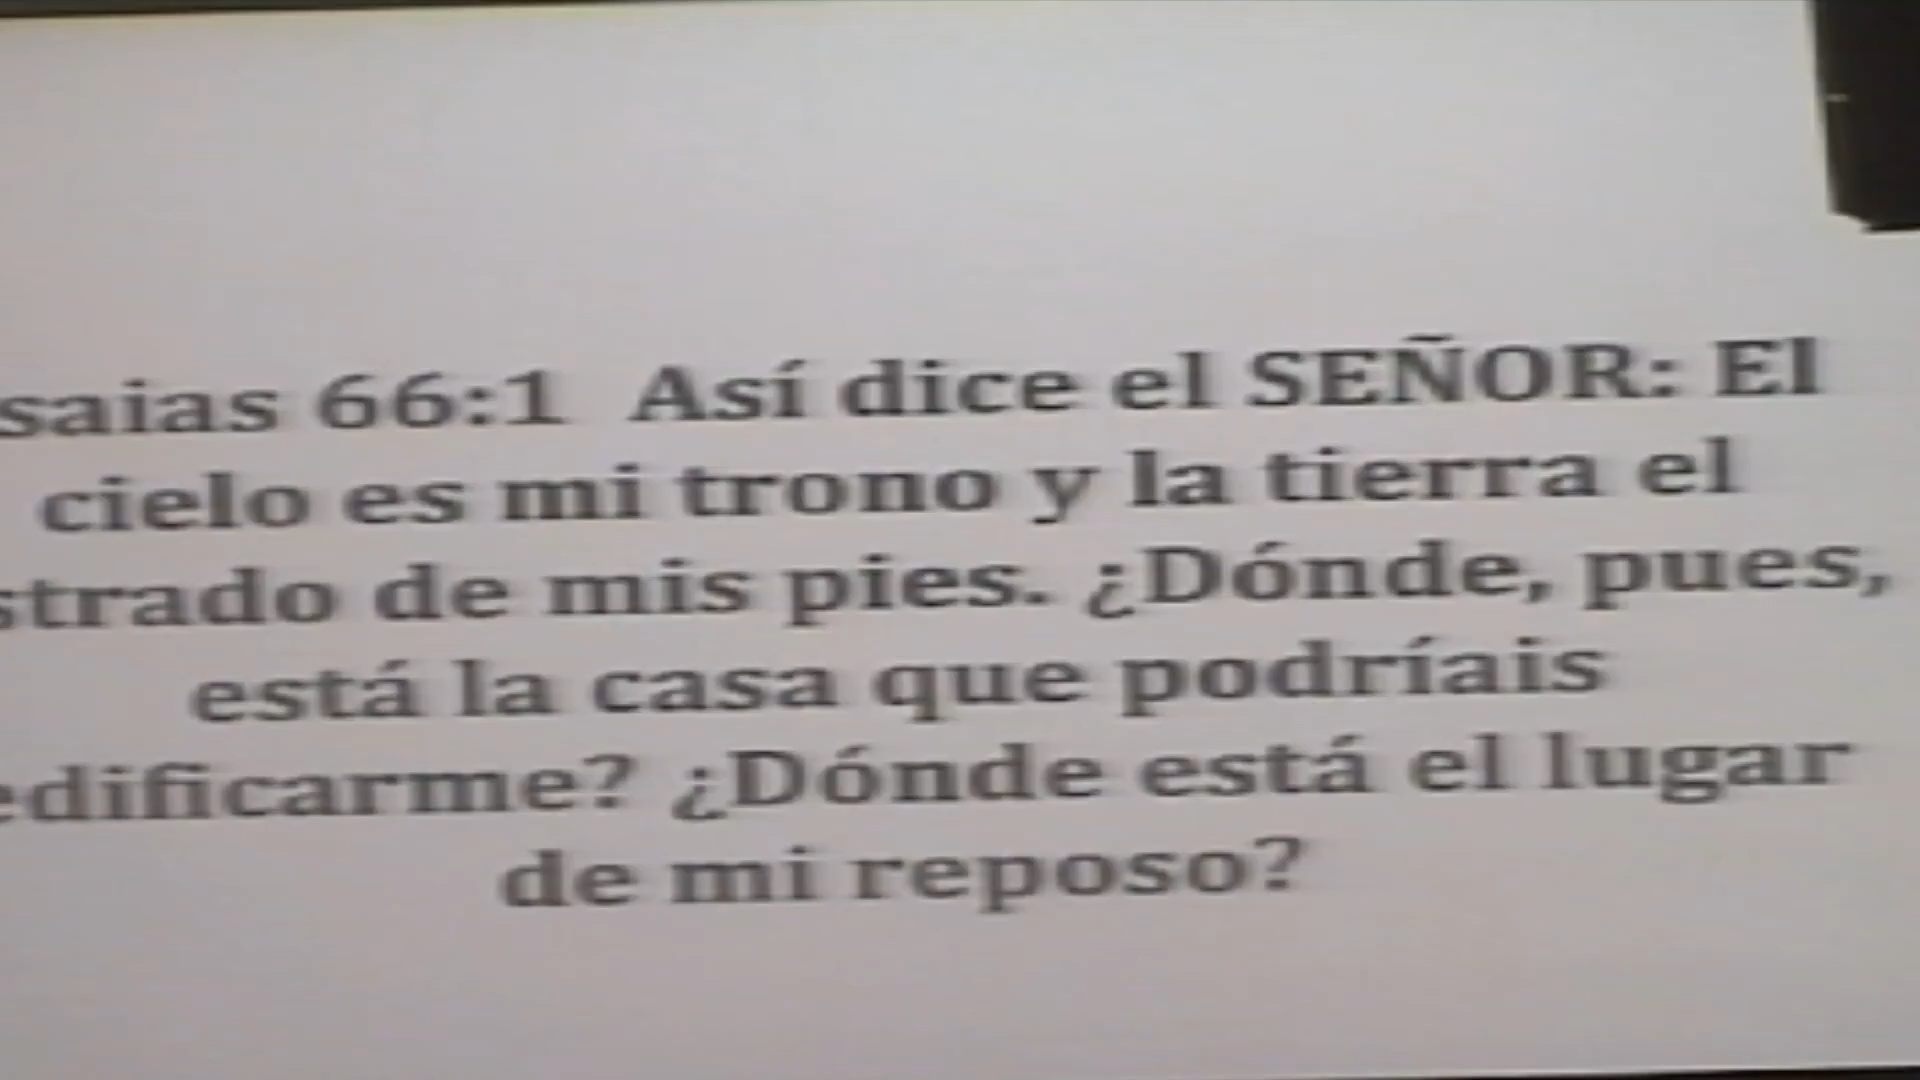 saias 66:1 Así dice el SEÑOR: El
cielo es mi trono y la tierra el
strado de mis pies. ¿Dónde, pues,
está la casa que podríais
edificarme? ¿Dónde está el lugar
de mi reposo?